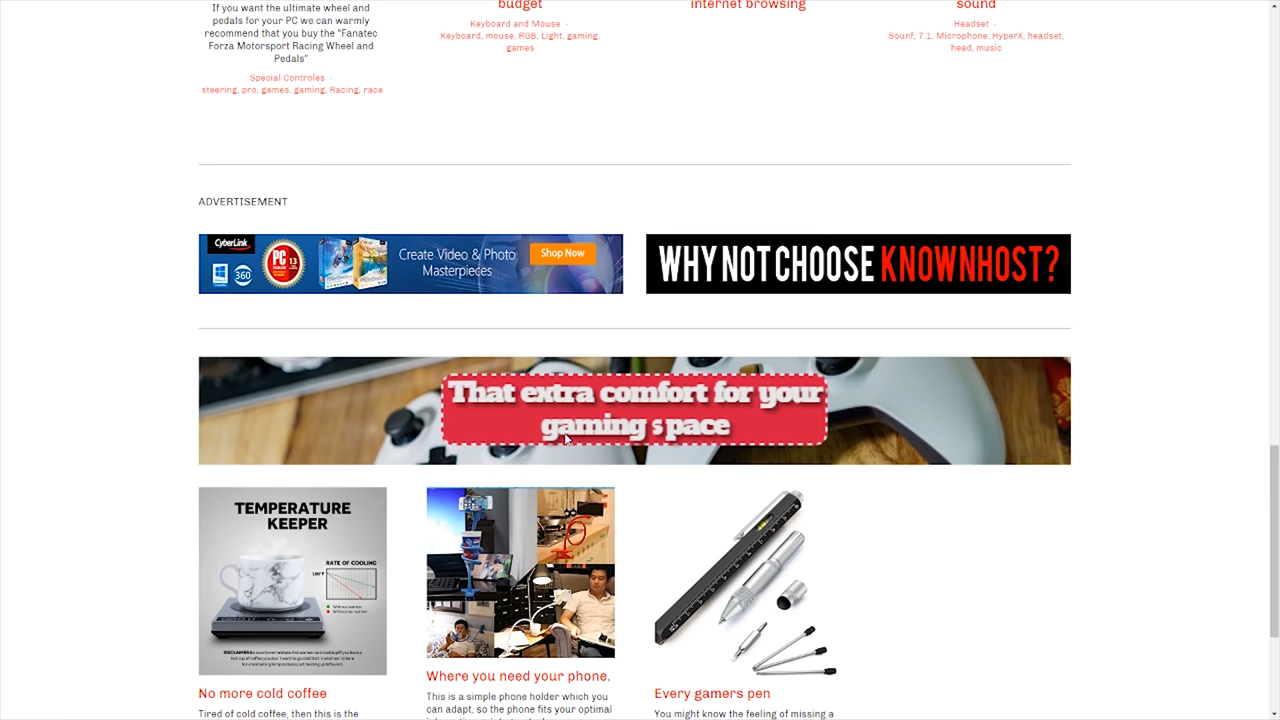 If you want the ultimate wheel and
pedals for your PC we can warmly
recommend that you buy the "Fanatec
Forza Motorsport Racing Wheel and
Pedals"
Special Controles -
steering, pro, games, gaming, Racing, race
budget
Keyboard and Mouse -
Keyboard, mouse, RGB, Light, gaming,
games
internet browsing
sound
Headset -
Sounf, 7.1, Microphone, HyperX, headset,
head, music
ADVERTISEMENT
CyberLink
PC
13
360
Create Video & Photo
Masterpieces
Shop Now
WHY NOT CHOOSE KNOWNHOST?
That extra comfort for your
gaming space
TEMPERATURE
KEEPER
RATE OF COOLING
No more cold coffee
Tired of cold coffee, then this is the
Where you need your phone.
This is a simple phone holder which you
can adapt, so the phone fits your optimal
Every gamers pen
You might know the feeling of missing a